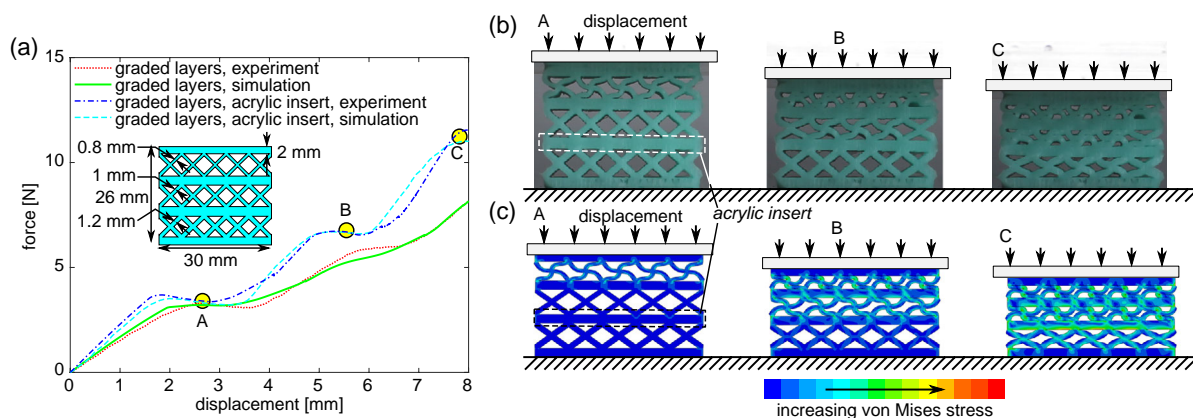 (a)
15
10
5
0
force [N]
graded layers, experiment
graded layers, simulation
graded layers, acrylic insert, experiment
graded layers, acrylic insert, simulation
0.8 mm
2 mm
1 mm
26 mm
1.2 mm
30 mm
A
B
C
0 1 2 3 4 5 6 7 8
displacement [mm]
(b)
A displacement
B
C
acrylic insert
(c)
A displacement
B
C
increasing von Mises stress